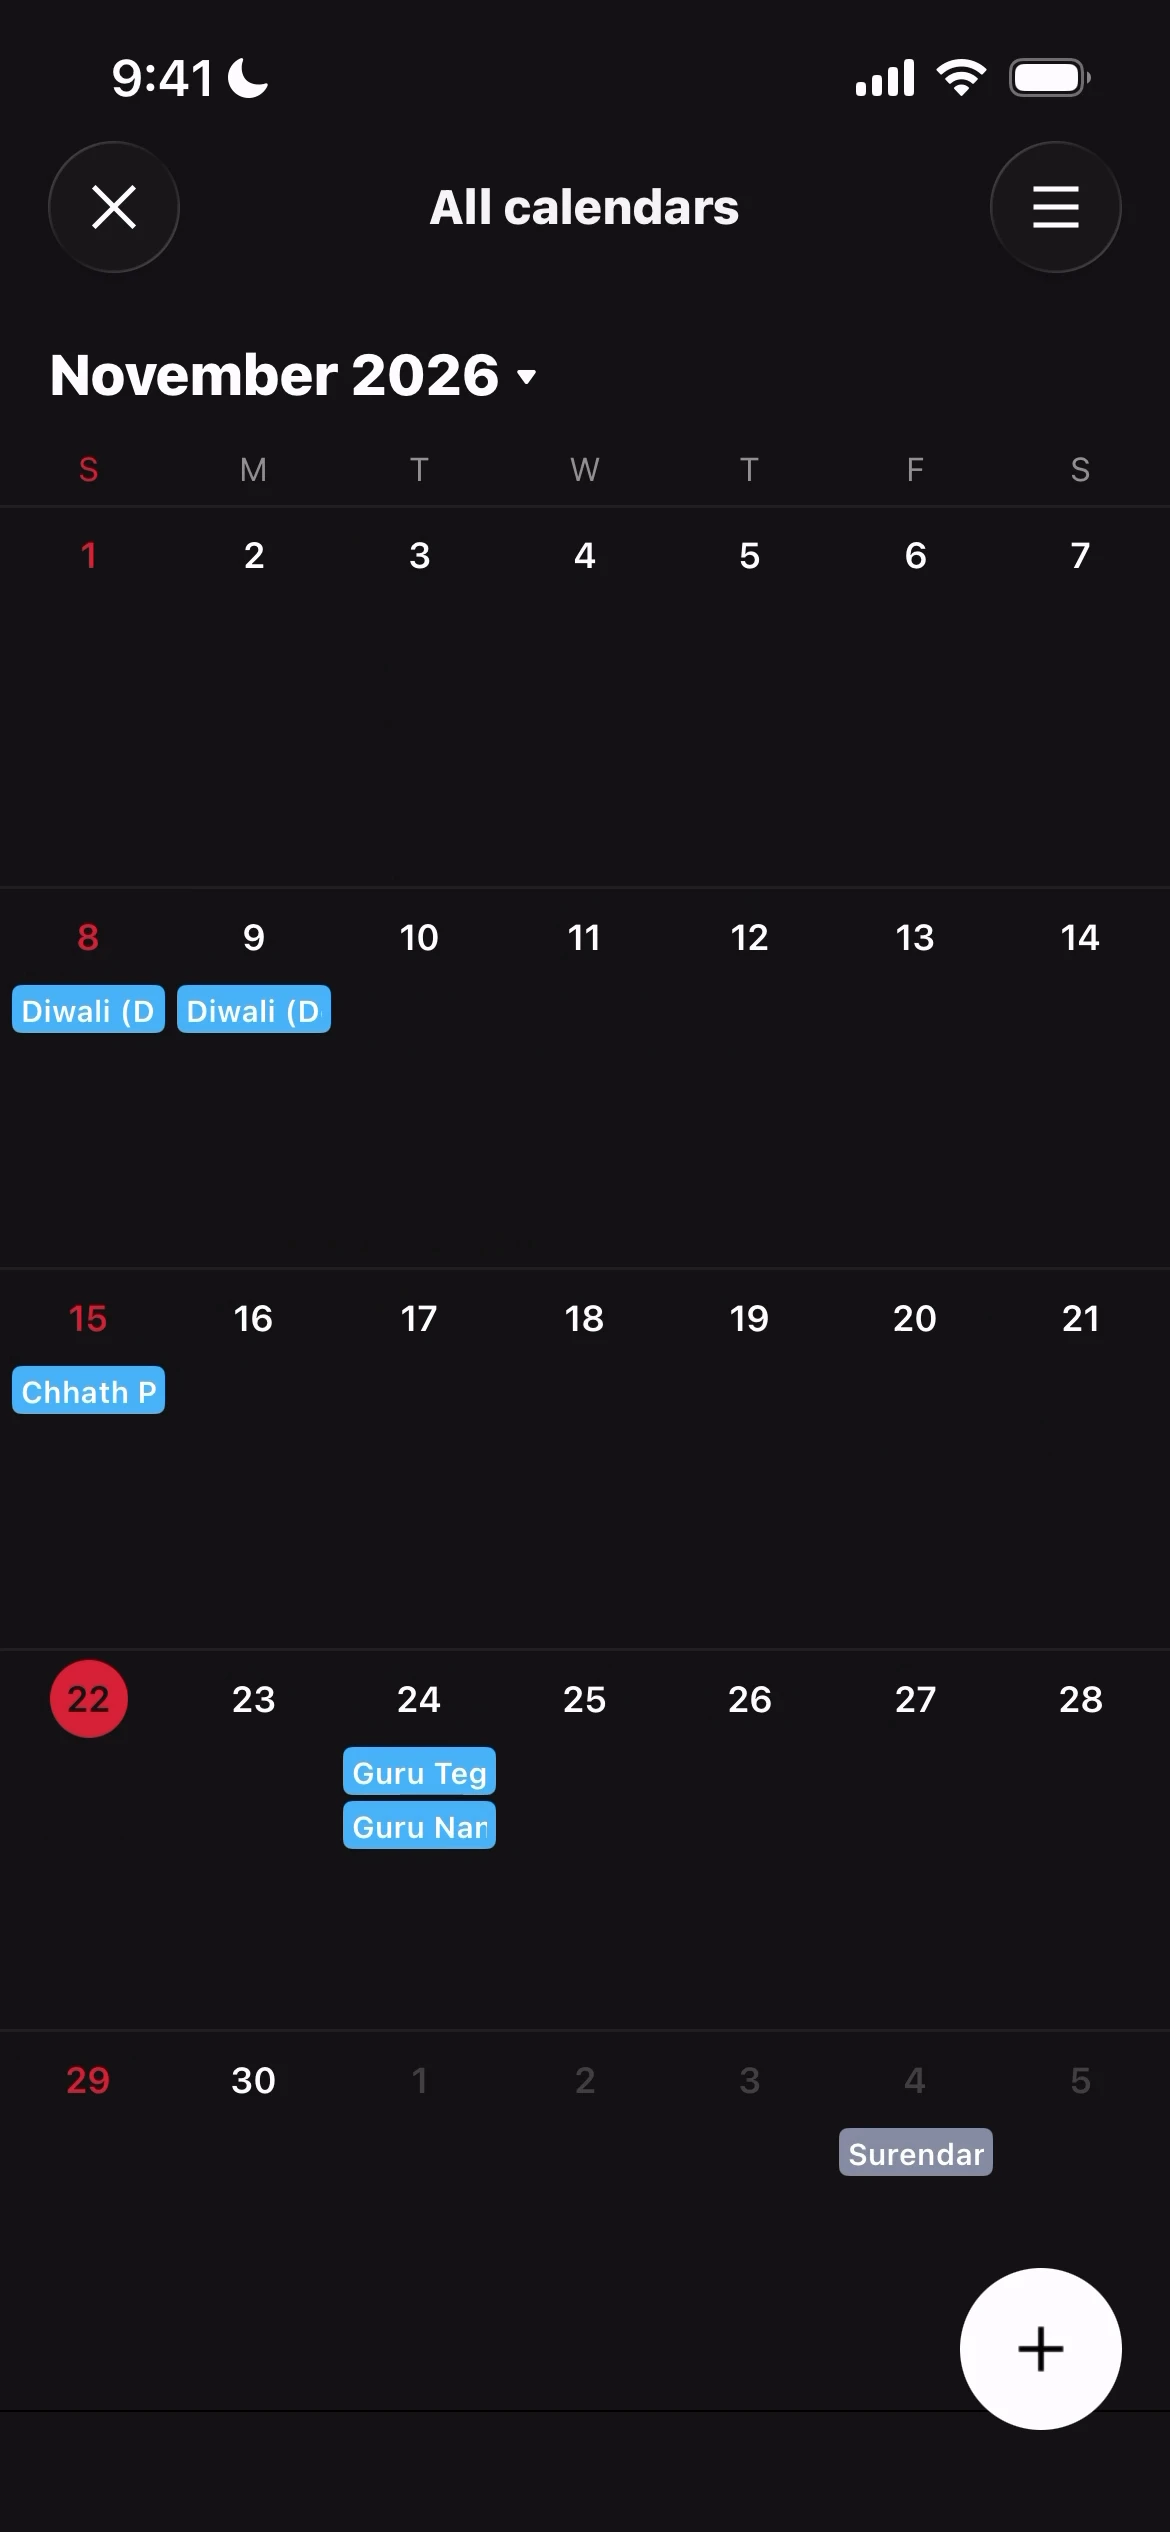 9:41
All calendars
November 2026
S M T W T F S
1 2 3 4 5 6 7
8 9 10 11 12 13 14
Diwali (D Diwali (D
15 16 17 18 19 20 21
Chhath P
22 23 24 25 26 27 28
Guru Teg
Guru Nan
29 30 1 2 3 4 5
Surendar